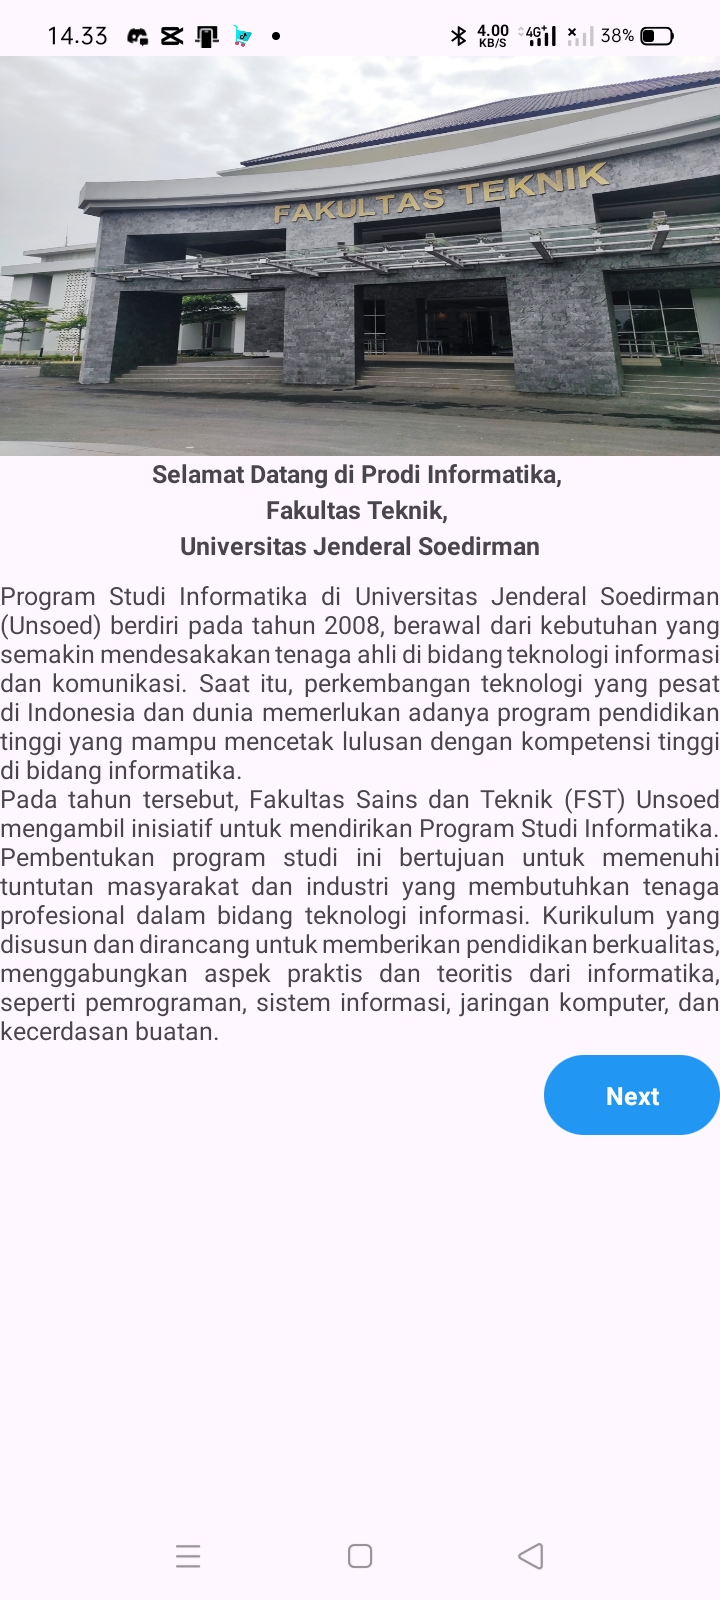 14.33
4.00
KB/S
4G+
38%
FAKULTAS TEKNIK
Selamat Datang di Prodi Informatika,
Fakultas Teknik,
Universitas Jenderal Soedirman
Program Studi Informatika di Universitas Jenderal Soedirman
(Unsoed) berdiri pada tahun 2008, berawal dari kebutuhan yang
semakin mendesakakan tenaga ahli di bidang teknologi informasi
dan komunikasi. Saat itu, perkembangan teknologi yang pesat
di Indonesia dan dunia memerlukan adanya program pendidikan
tinggi yang mampu mencetak lulusan dengan kompetensi tinggi
di bidang informatika.
Pada tahun tersebut, Fakultas Sains dan Teknik (FST) Unsoed
mengambil inisiatif untuk mendirikan Program Studi Informatika.
Pembentukan program studi ini bertujuan untuk memenuhi
tuntutan masyarakat dan industri yang membutuhkan tenaga
profesional dalam bidang teknologi informasi. Kurikulum yang
disusun dan dirancang untuk memberikan pendidikan berkualitas,
menggabungkan aspek praktis dan teoritis dari informatika,
seperti pemrograman, sistem informasi, jaringan komputer, dan
kecerdasan buatan.
Next